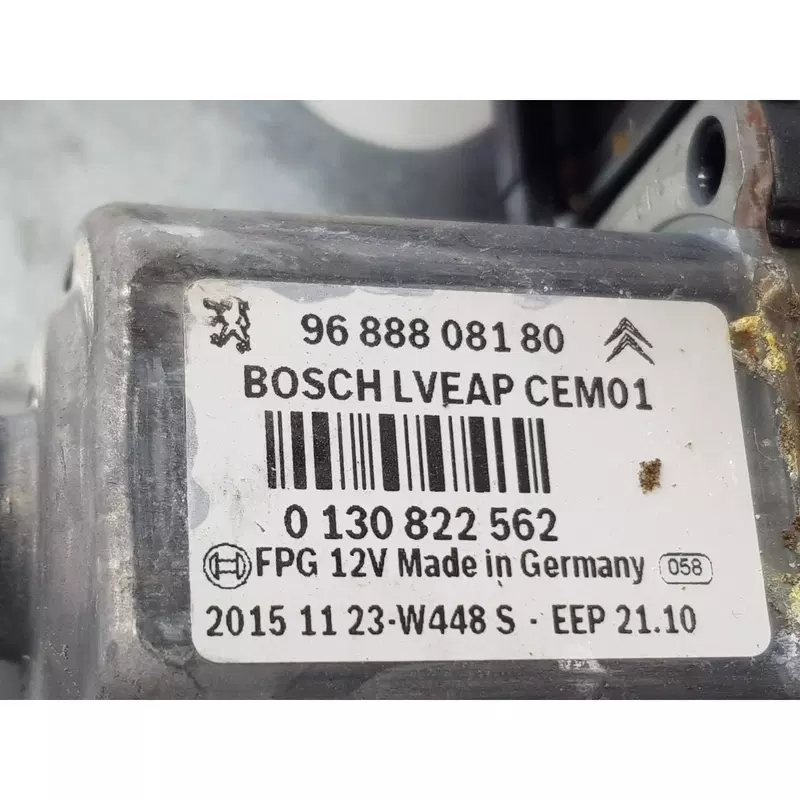 96 888 081 80
BOSCH LVEAP CEM01
0 130 822 562
FPG 12V Made in Germany 058
2015 11 23-W448 S - EEP 21.10